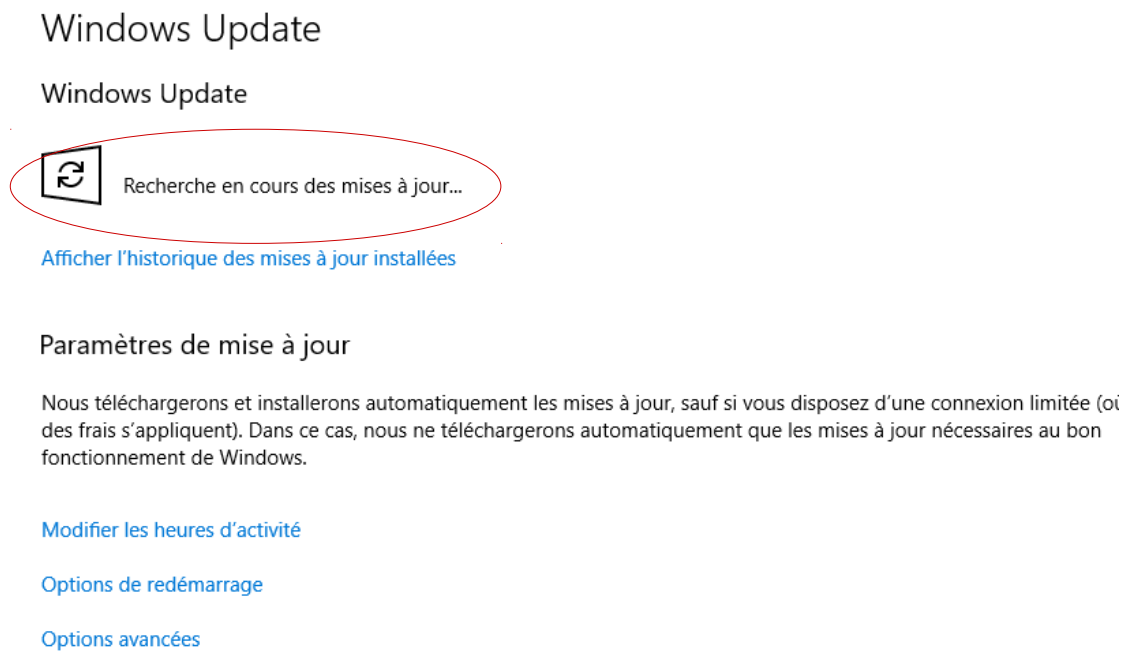 Windows Update
Windows Update
Recherche en cours des mises à jour...
Afficher l’historique des mises à jour installées
Paramètres de mise à jour
Nous téléchargerons et installerons automatiquement les mises à jour, sauf si vous disposez d’une connexion limitée (où
des frais s’appliquent). Dans ce cas, nous ne téléchargerons automatiquement que les mises à jour nécessaires au bon
fonctionnement de Windows.
Modifier les heures d’activité
Options de redémarrage
Options avancées